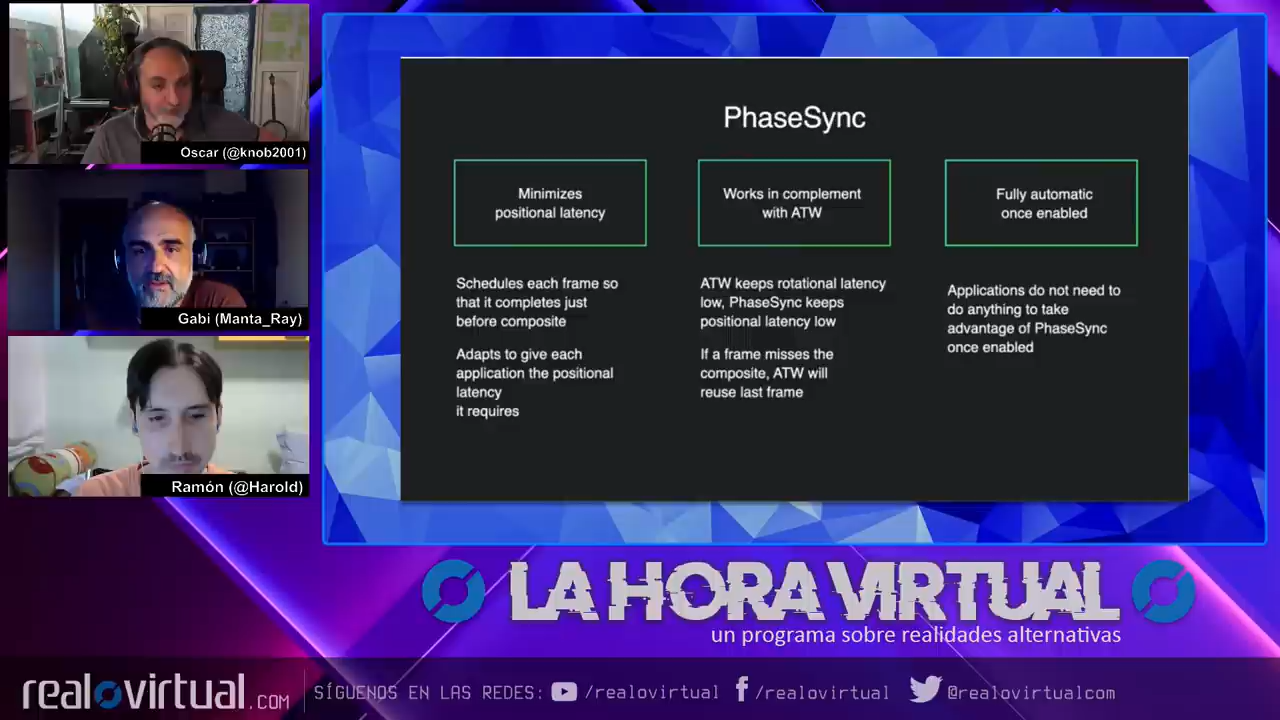 Oscar (@knob2001)
Gabi (Manta_Ray)
Ramón (@Harold)
PhaseSync
Minimizes
positional latency
Schedules each frame so
that it completes just
before composite
Adapts to give each
application the positional
latency
it requires
Works in complement
with ATW
ATW keeps rotational latency
low, PhaseSync keeps
positional latency low
If a frame misses the
composite, ATW will
reuse last frame
Fully automatic
once enabled
Applications do not need to
do anything to take
advantage of PhaseSync
once enabled
LA HORA VIRTUAL
un programa sobre realidades alternativas
realovirtual.com
SÍGUENOS EN LAS REDES: /realovirtual /realovirtual @realovirtualcom